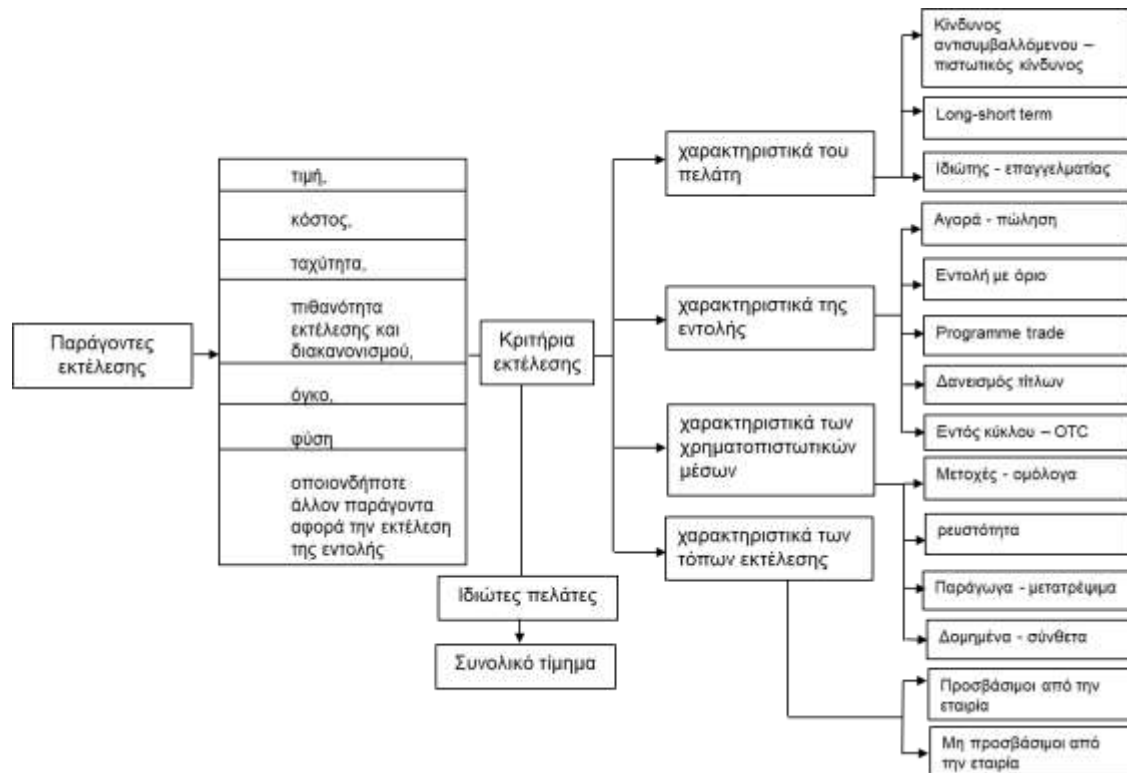 Παράγοντες
εκτέλεσης
τιμή,
κόστος,
ταχύτητα,
πιθανότητα
εκτέλεσης και
διακανονισμού,
όγκο,
φύση
οποιονδήποτε
άλλον παράγοντα
αφορά την εκτέλεση
της εντολής
Κριτήρια
εκτέλεσης
Ιδιώτες πελάτες
Συνολικό τίμημα
χαρακτηριστικά του
πελάτη
Κίνδυνος
αντισυμβαλλόμενου –
πιστωτικός κίνδυνος
Long-short term
Ιδιώτης - επαγγελματίας
χαρακτηριστικά της
εντολής
Αγορά - πώληση
Εντολή με όριο
Programme trade
Δανεισμός τίτλων
Εντός κύκλου – OTC
χαρακτηριστικά των
χρηματοπιστωτικών
μέσων
Μετοχές - ομόλογα
ρευστότητα
Παράγωγα - μετατρέψιμα
Δομημένα - σύνθετα
χαρακτηριστικά των
τόπων εκτέλεσης
Προσβάσιμοι από την
εταιρία
Μη προσβάσιμοι από
την εταιρία